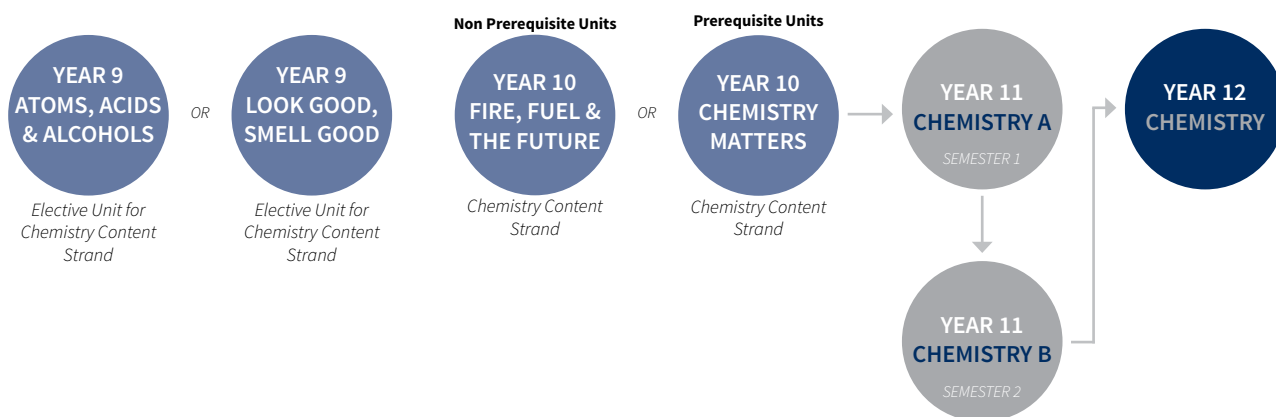 Non Prerequisite Units
Prerequisite Units
YEAR 9
ATOMS, ACIDS
& ALCOHOLS
OR
YEAR 9
LOOK GOOD,
SMELL GOOD
YEAR 10
FIRE, FUEL &
THE FUTURE
OR
YEAR 10
CHEMISTRY
MATTERS
YEAR 11
CHEMISTRY A
SEMESTER 1
YEAR 12
CHEMISTRY
Elective Unit for
Chemistry Content
Strand
Elective Unit for
Chemistry Content
Strand
Chemistry Content
Strand
Chemistry Content
Strand
YEAR 11
CHEMISTRY B
SEMESTER 2